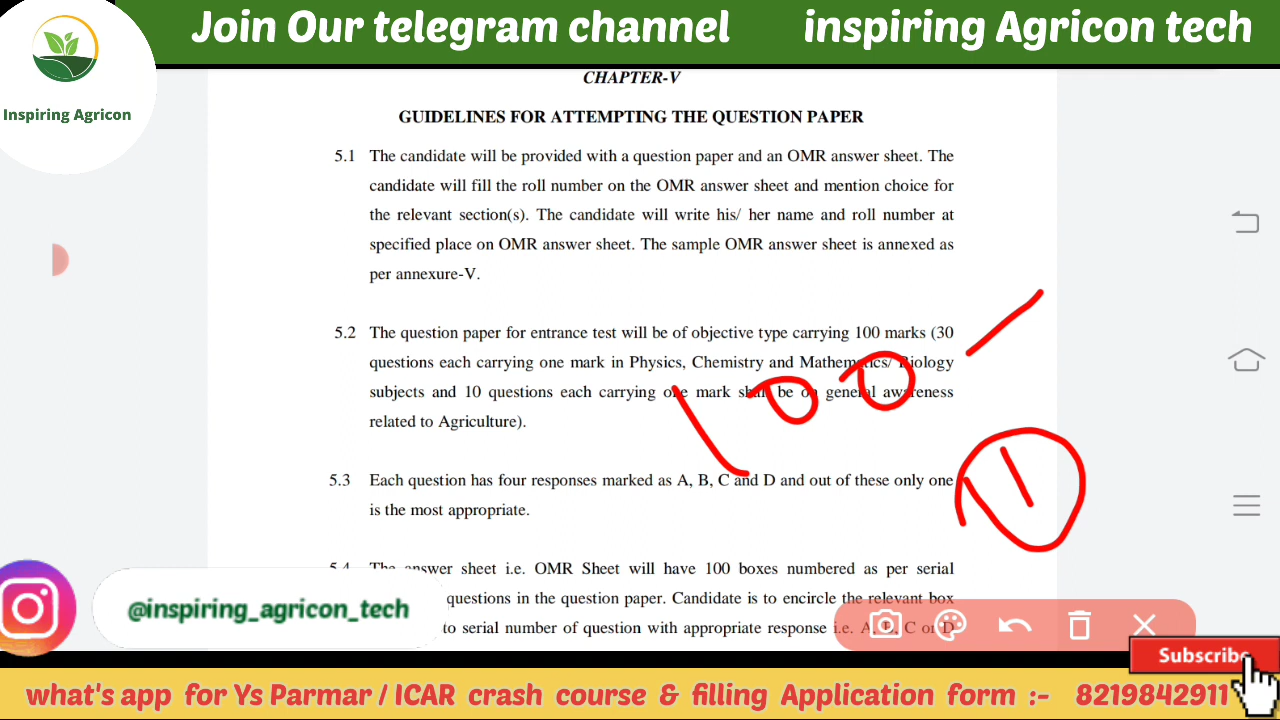 Join Our telegram channel inspiring Agricon tech
Inspiring Agricon
CHAPTER-V
GUIDELINES FOR ATTEMPTING THE QUESTION PAPER
5.1 The candidate will be provided with a question paper and an OMR answer sheet. The
candidate will fill the roll number on the OMR answer sheet and mention choice for
the relevant section(s). The candidate will write his/ her name and roll number at
specified place on OMR answer sheet. The sample OMR answer sheet is annexed as
per annexure-V.
5.2 The question paper for entrance test will be of objective type carrying 100 marks (30
questions each carrying one mark in Physics, Chemistry and Mathematics/ Biology
subjects and 10 questions each carrying one mark shall be on general awareness
related to Agriculture).
100
5.3 Each question has four responses marked as A, B, C and D and out of these only one
is the most appropriate.
5.4 The answer sheet i.e. OMR Sheet will have 100 boxes numbered as per serial
questions in the question paper. Candidate is to encircle the relevant box
to serial number of question with appropriate response i.e. A, B, C or D
@inspiring_agricon_tech
Subscribe
what's app for Ys Parmar / ICAR crash course & filling Application form :- 8219842911